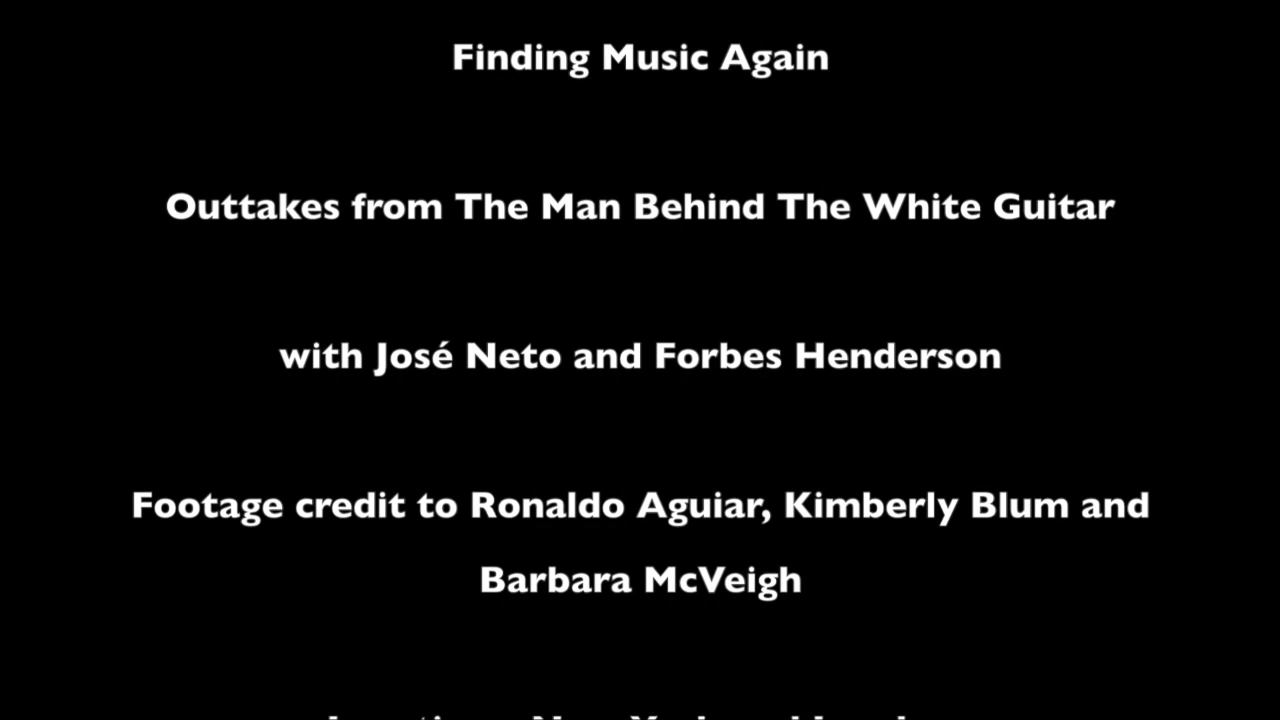 Finding Music Again
Outtakes from The Man Behind The White Guitar
with José Neto and Forbes Henderson
Footage credit to Ronaldo Aguiar, Kimberly Blum and
Barbara McVeigh